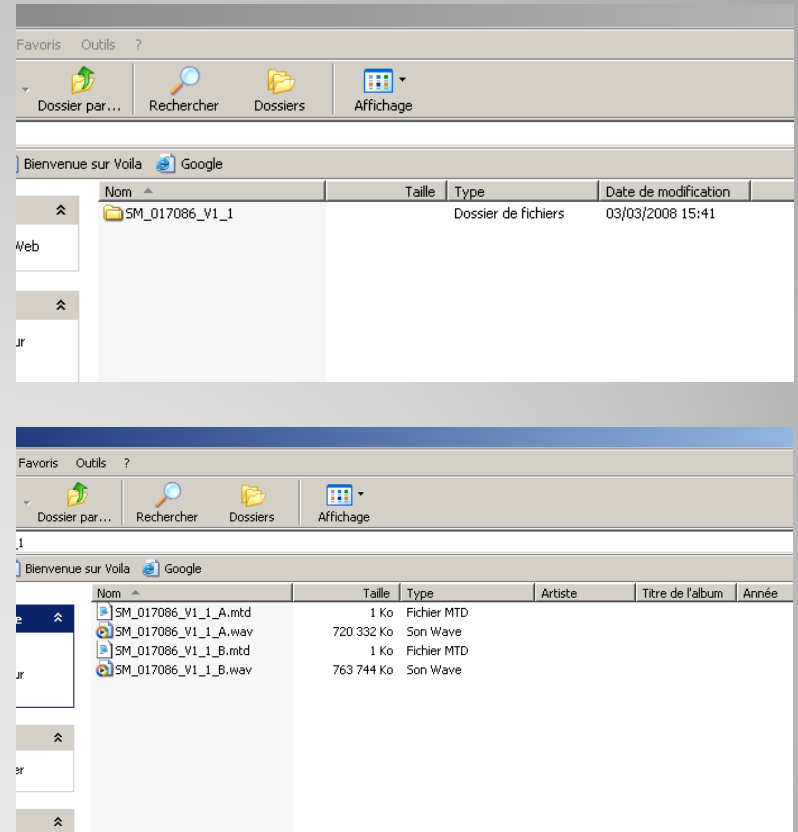 Favoris Outils ?
Dossier par... Rechercher Dossiers Affichage
Bienvenue sur Voila Google
Nom Taille Type Date de modification
SM_017086_V1_1 Dossier de fichiers 03/03/2008 15:41
Web
ur
Favoris Outils ?
Dossier par... Rechercher Dossiers Affichage
_1
Bienvenue sur Voila Google
Nom Taille Type Artiste Titre de l'album Année
SM_017086_V1_1_A.mtd 1 Ko Fichier MTD
SM_017086_V1_1_A.wav 720 332 Ko Son Wave
SM_017086_V1_1_B.mtd 1 Ko Fichier MTD
SM_017086_V1_1_B.wav 763 744 Ko Son Wave
e
ur
er